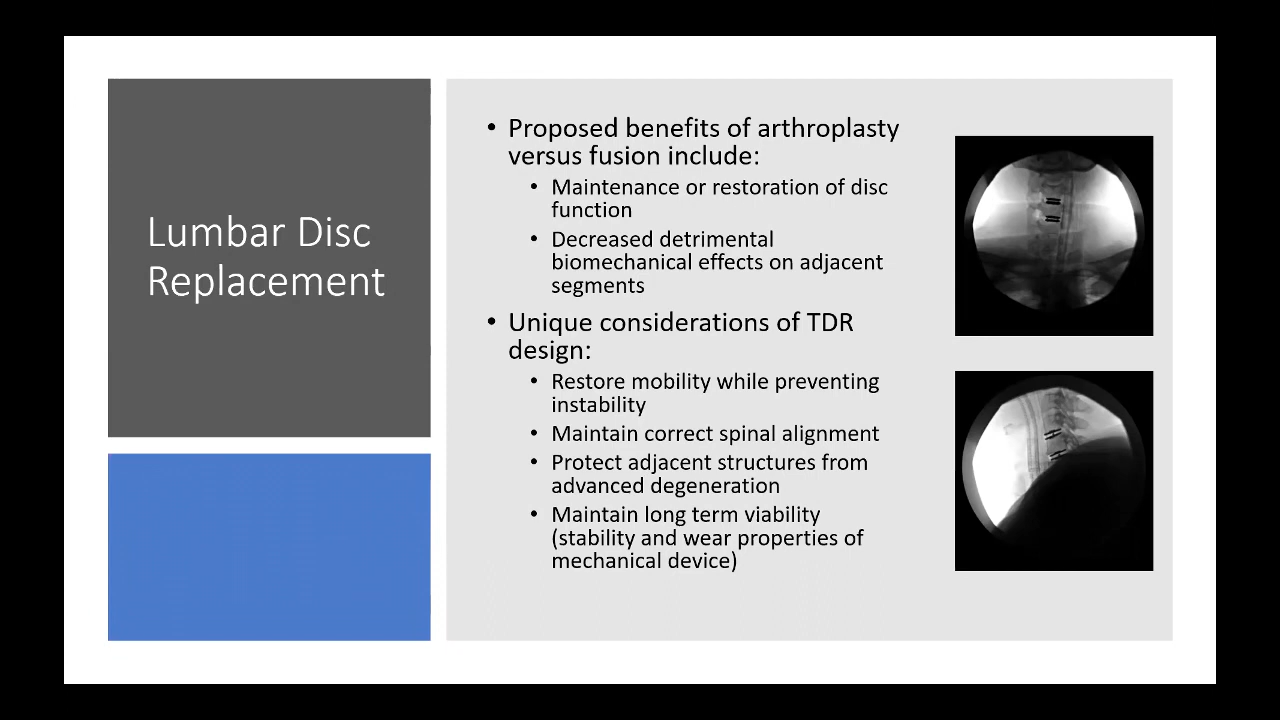 Lumbar Disc
Replacement
• Proposed benefits of arthroplasty
versus fusion include:
• Maintenance or restoration of disc
function
• Decreased detrimental
biomechanical effects on adjacent
segments
• Unique considerations of TDR
design:
• Restore mobility while preventing
instability
• Maintain correct spinal alignment
• Protect adjacent structures from
advanced degeneration
• Maintain long term viability
(stability and wear properties of
mechanical device)